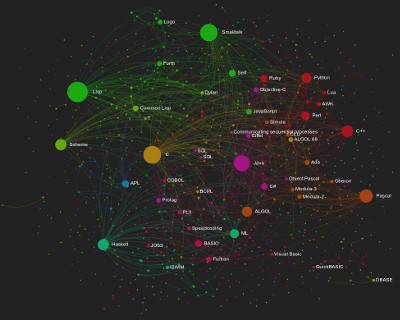 Logo
Smalltalk
Forth
Self
Ruby
Python
Lisp
Objective-C
Lua
Dylan
Common Lisp
JavaScript
Perl
Simula
Communicating sequential processes
C++
ALGOL 68
Scheme
C
SQL
Java
Ada
COBOL
Object Pascal
Oberon
APL
C#
Modula-3
BCPL
Modula-2
Pascal
Prolog
PL/I
ALGOL
Speedcoding
ML
Haskell
JOSS
BASIC
Visual Basic
Fortran
QuickBASIC
DBASE